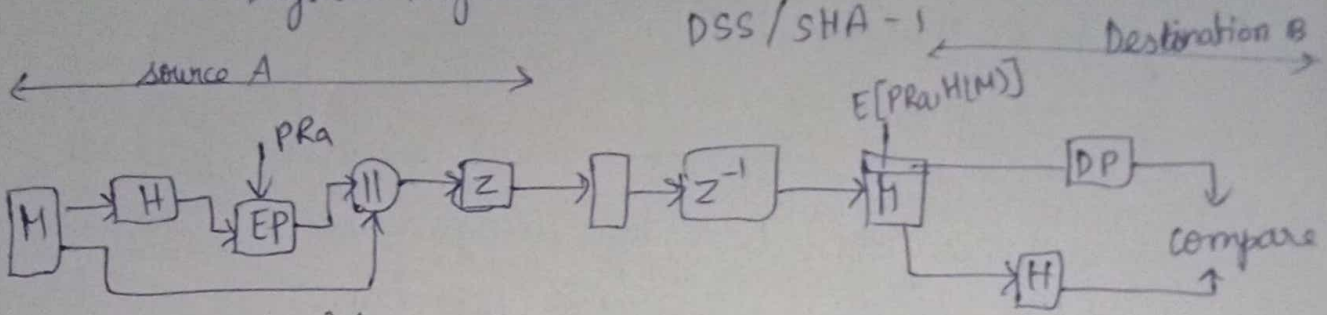 DSS/SHA-1
source A
Destination B
E[PRa, H(M)]
PRa
M
H
EP
||
Z
Z⁻¹
M
DP
compare
H